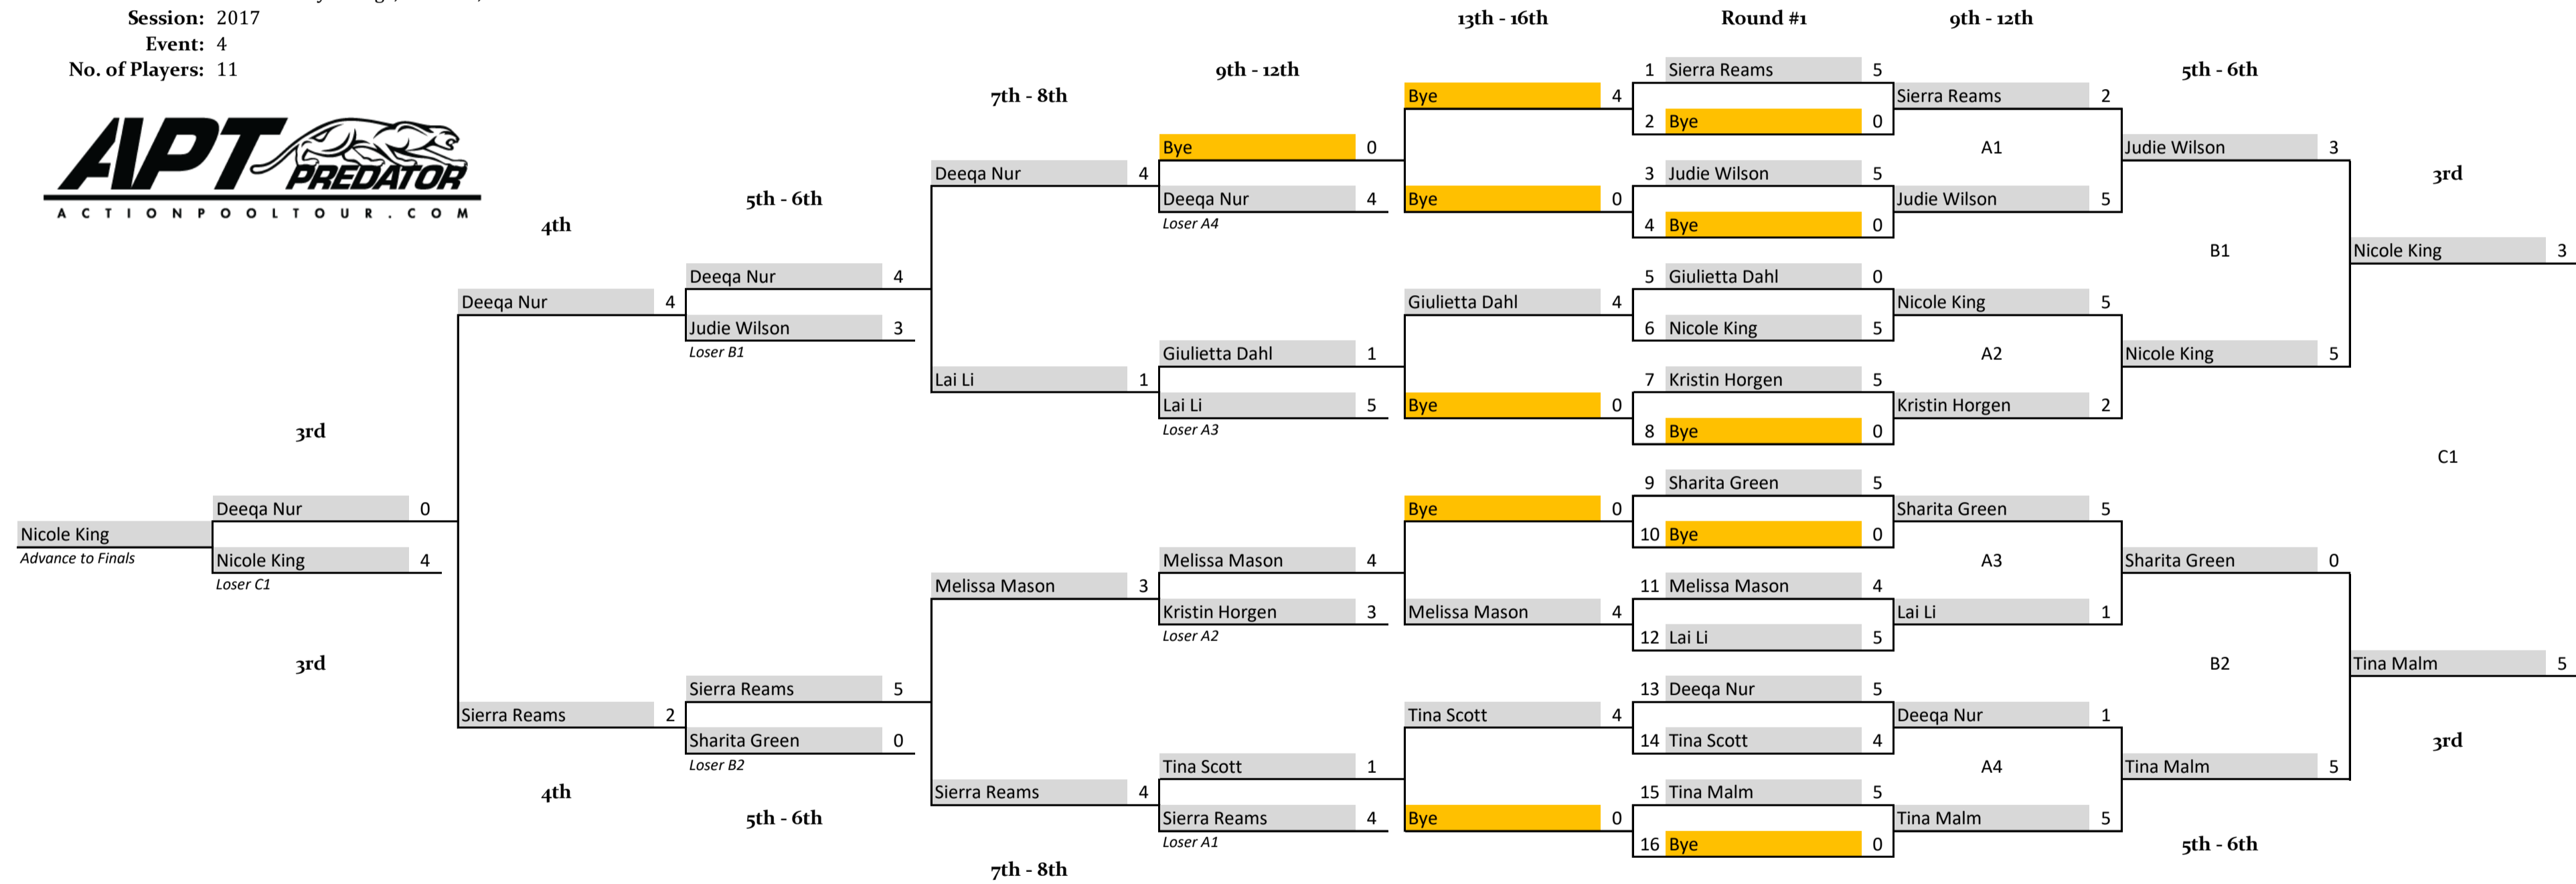 Session: 2017
Event: 4
No. of Players: 11
APT
PREDATOR
ACTIONPOOLTOUR.COM
3rd
Nicole King
Advance to Finals
Deeqa Nur 0
Nicole King 4
Loser C1
3rd
4th
Deeqa Nur 4
Sierra Reams 2
4th
5th - 6th
Deeqa Nur 4
Judie Wilson 3
Loser B1
Sierra Reams 5
Sharita Green 0
Loser B2
5th - 6th
7th - 8th
Deeqa Nur 4
Lai Li 1
Melissa Mason 3
Sierra Reams 4
7th - 8th
9th - 12th
Bye 0
Deeqa Nur 4
Loser A4
Giulietta Dahl 1
Lai Li 5
Loser A3
Melissa Mason 4
Kristin Horgen 3
Loser A2
Tina Scott 1
Sierra Reams 4
Loser A1
13th - 16th
Bye 4
Bye 0
Giulietta Dahl 4
Bye 0
Bye 0
Melissa Mason 4
Tina Scott 4
Bye 0
Round #1
1 Sierra Reams 5
2 Bye 0
3 Judie Wilson 5
4 Bye 0
5 Giulietta Dahl 0
6 Nicole King 5
7 Kristin Horgen 5
8 Bye 0
9 Sharita Green 5
10 Bye 0
11 Melissa Mason 4
12 Lai Li 5
13 Deeqa Nur 5
14 Tina Scott 4
15 Tina Malm 5
16 Bye 0
9th - 12th
Sierra Reams 2
A1
Judie Wilson 5
Nicole King 5
A2
Kristin Horgen 2
Sharita Green 5
A3
Lai Li 1
Deeqa Nur 1
A4
Tina Malm 5
5th - 6th
Judie Wilson 3
B1
Nicole King 5
Sharita Green 0
B2
Tina Malm 5
5th - 6th
3rd
Nicole King 3
C1
Tina Malm 5
3rd